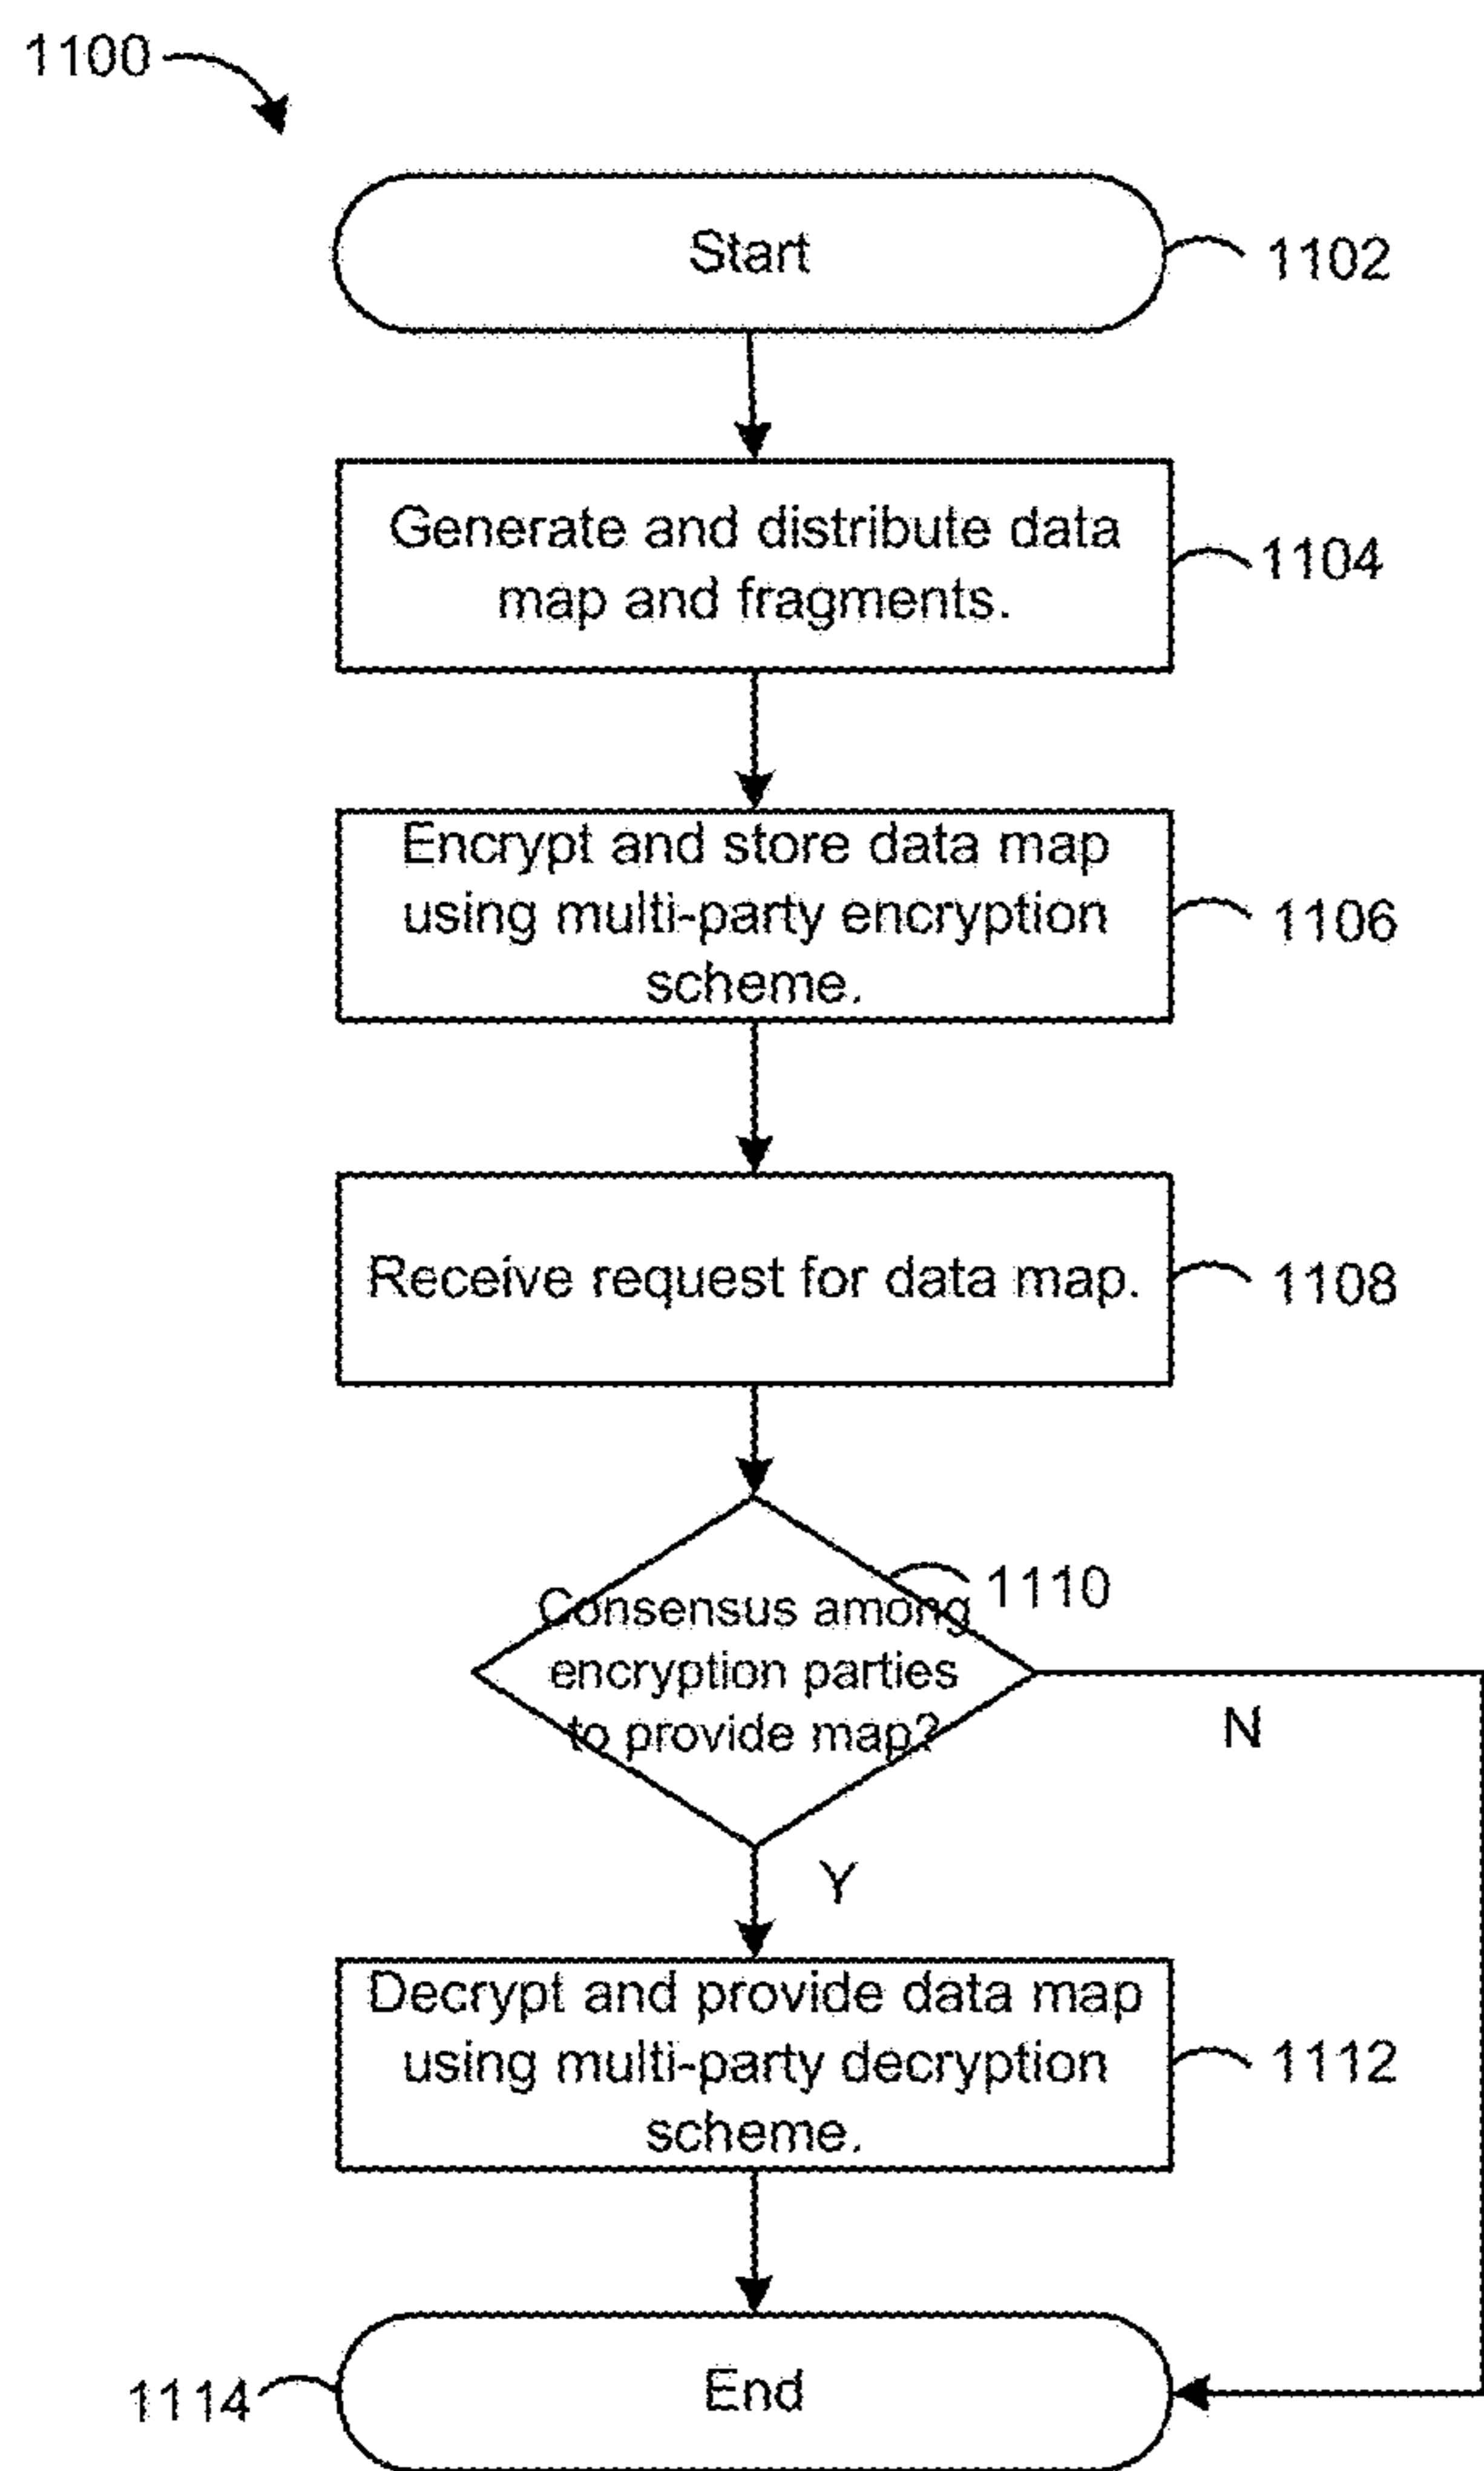 1100
Start
1102
Generate and distribute data
map and fragments.
1104
Encrypt and store data map
using multi-party encryption
scheme.
1106
Receive request for data map.
1108
Consensus among
encryption parties
to provide map?
1110
N
Y
Decrypt and provide data map
using multi-party decryption
scheme.
1112
End
1114